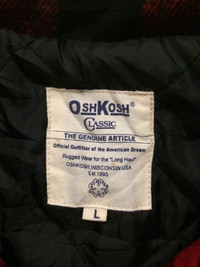 OSHKOSH®
CLASSIC
THE GENUINE ARTICLE
Official Outfitter of the American Dream
Rugged Wear for the "Long Haul"
OSHKOSH, WISCONSIN USA
Est. 1895
L